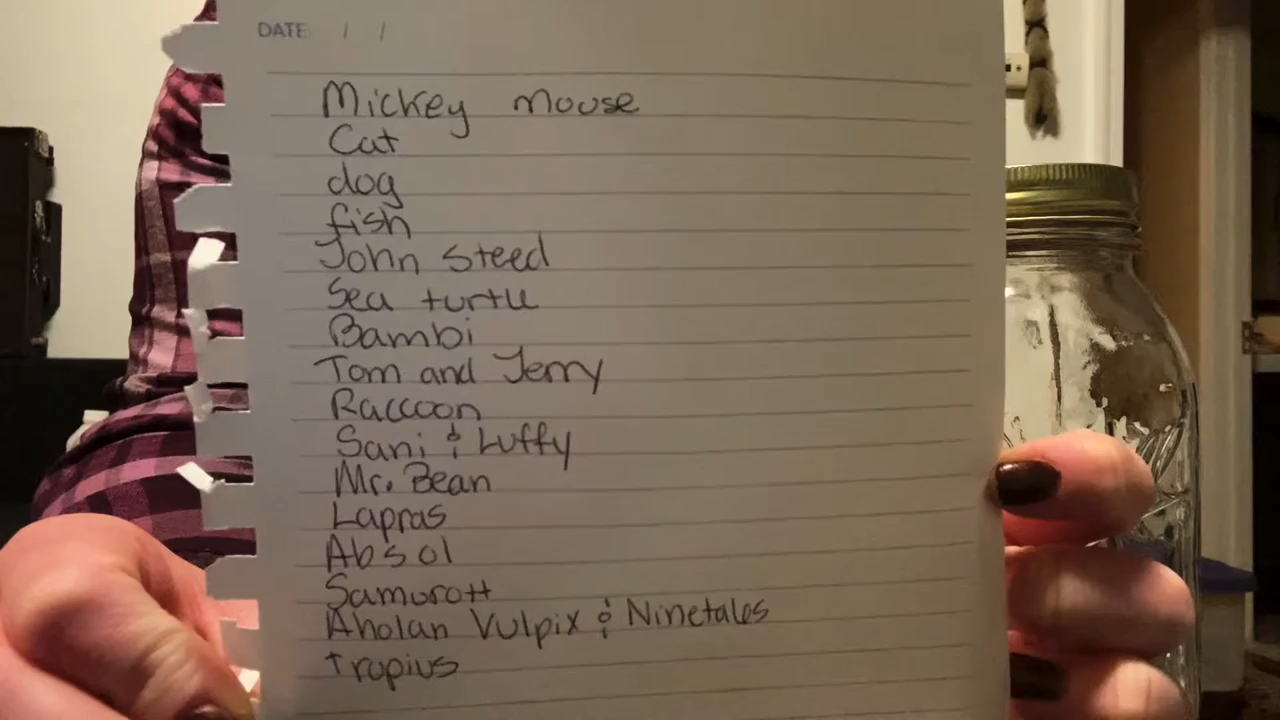 DATE / /
Mickey mouse
Cat
dog
fish
John Steed
Sea turtle
Bambi
Tom and Jerry
Raccoon
Sani & Luffy
Mr. Bean
Lapras
Absol
Samurott
Aholan Vulpix & Ninetales
tropius